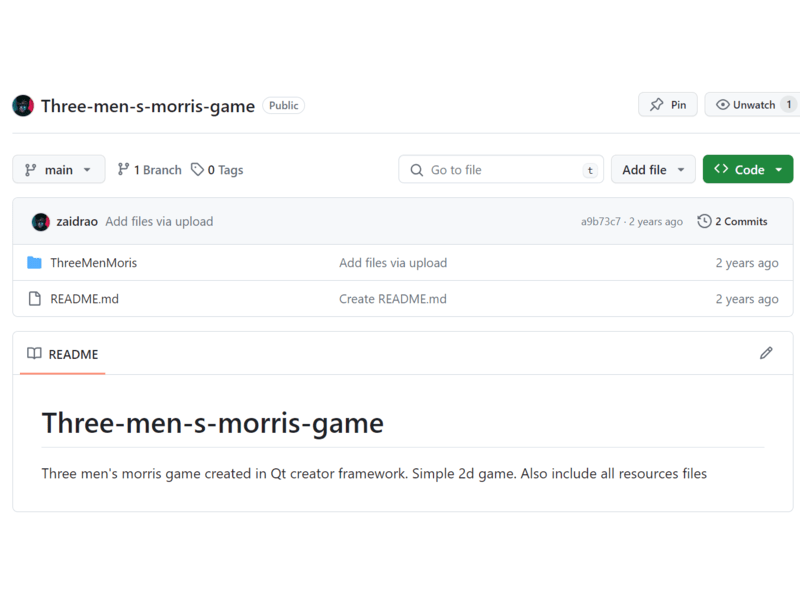 Three-men-s-morris-game Public Pin Unwatch 1
main 1 Branch 0 Tags Go to file t Add file Code
zaidrao Add files via upload a9b73c7 · 2 years ago 2 Commits
ThreeMenMoris Add files via upload 2 years ago
README.md Create README.md 2 years ago
README
Three-men-s-morris-game
Three men's morris game created in Qt creator framework. Simple 2d game. Also include all resources files